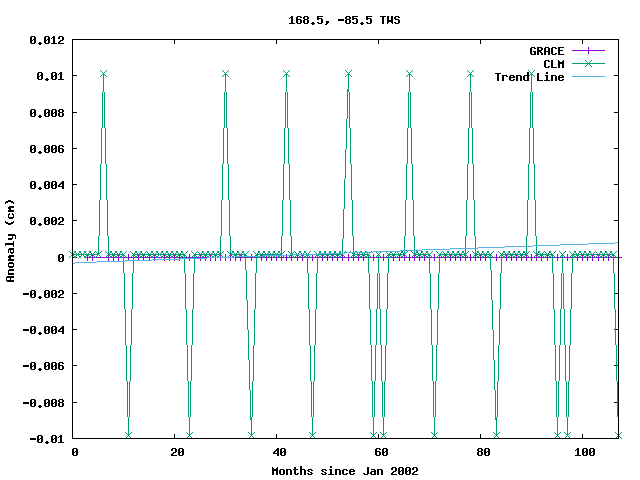 168.5, -85.5 TWS
GRACE
CLM
Trend Line
0.012
0.01
0.008
0.006
0.004
0.002
0
-0.002
-0.004
-0.006
-0.008
-0.01
Anomaly (cm)
0 20 40 60 80 100
Months since Jan 2002